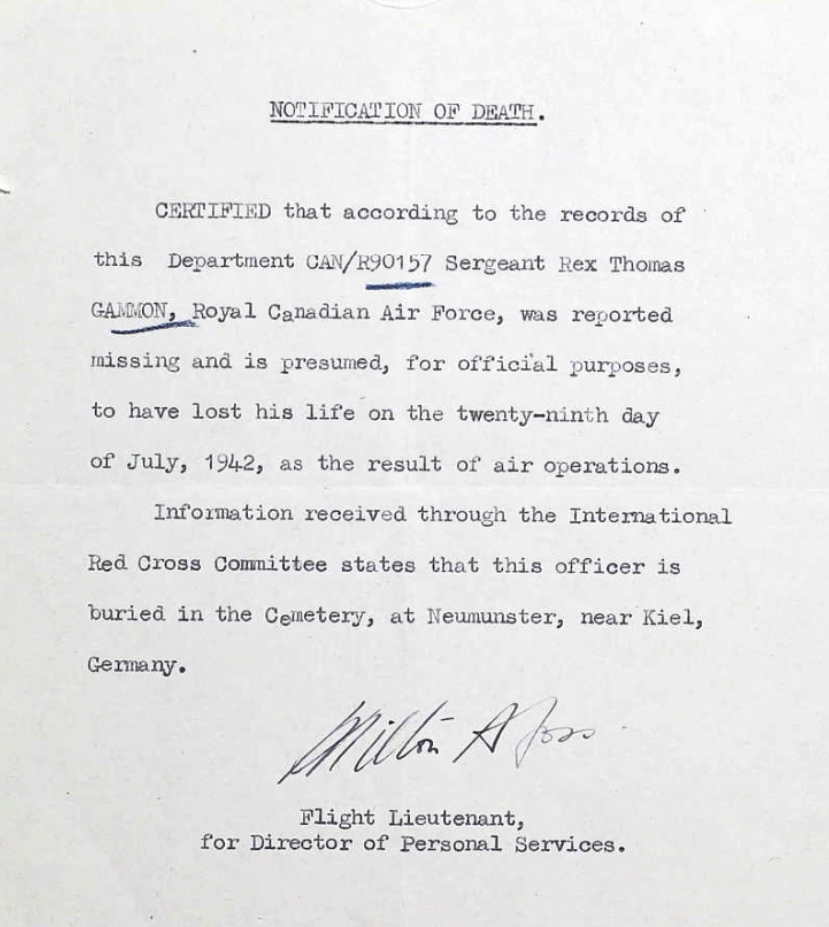 NOTIFICATION OF DEATH.
CERTIFIED that according to the records of
this Department CAN/R90157 Sergeant Rex Thomas
GAMMON, Royal Canadian Air Force, was reported
missing and is presumed, for official purposes,
to have lost his life on the twenty-ninth day
of July, 1942, as the result of air operations.
Information received through the International
Red Cross Committee states that this officer is
buried in the Cemetery, at Neumunster, near Kiel,
Germany.
Milton A
Flight Lieutenant,
for Director of Personal Services.